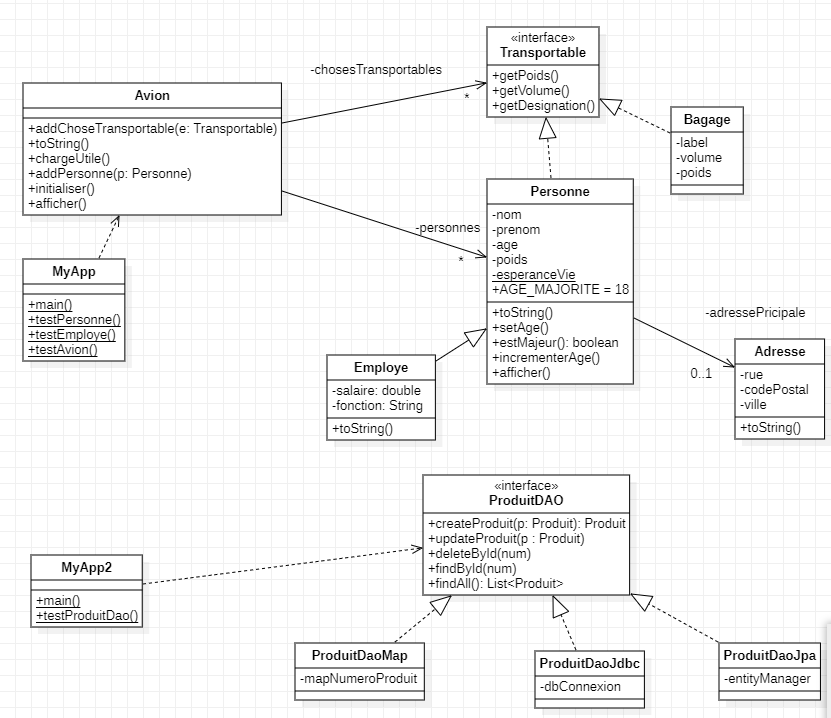 «interface»
Transportable
+getPoids()
+getVolume()
+getDesignation()
-chosesTransportables
*
Avion
+addChoseTransportable(e: Transportable)
+toString()
+chargeUtile()
+addPersonne(p: Personne)
+initialiser()
+afficher()
Bagage
-label
-volume
-poids
Personne
-nom
-prenom
-age
-poids
-esperanceVie
+AGE_MAJORITE = 18
+toString()
+setAge()
+estMajeur(): boolean
+incrementerAge()
+afficher()
-personnes
*
MyApp
+main()
+testPersonne()
+testEmploye()
+testAvion()
-adressePricipale
0..1
Adresse
-rue
-codePostal
-ville
+toString()
Employe
-salaire: double
-fonction: String
+toString()
«interface»
ProduitDAO
+createProduit(p: Produit): Produit
+updateProduit(p : Produit)
+deleteById(num)
+findById(num)
+findAll(): List<Produit>
MyApp2
+main()
+testProduitDao()
ProduitDaoMap
-mapNumeroProduit
ProduitDaoJdbc
-dbConnexion
ProduitDaoJpa
-entityManager